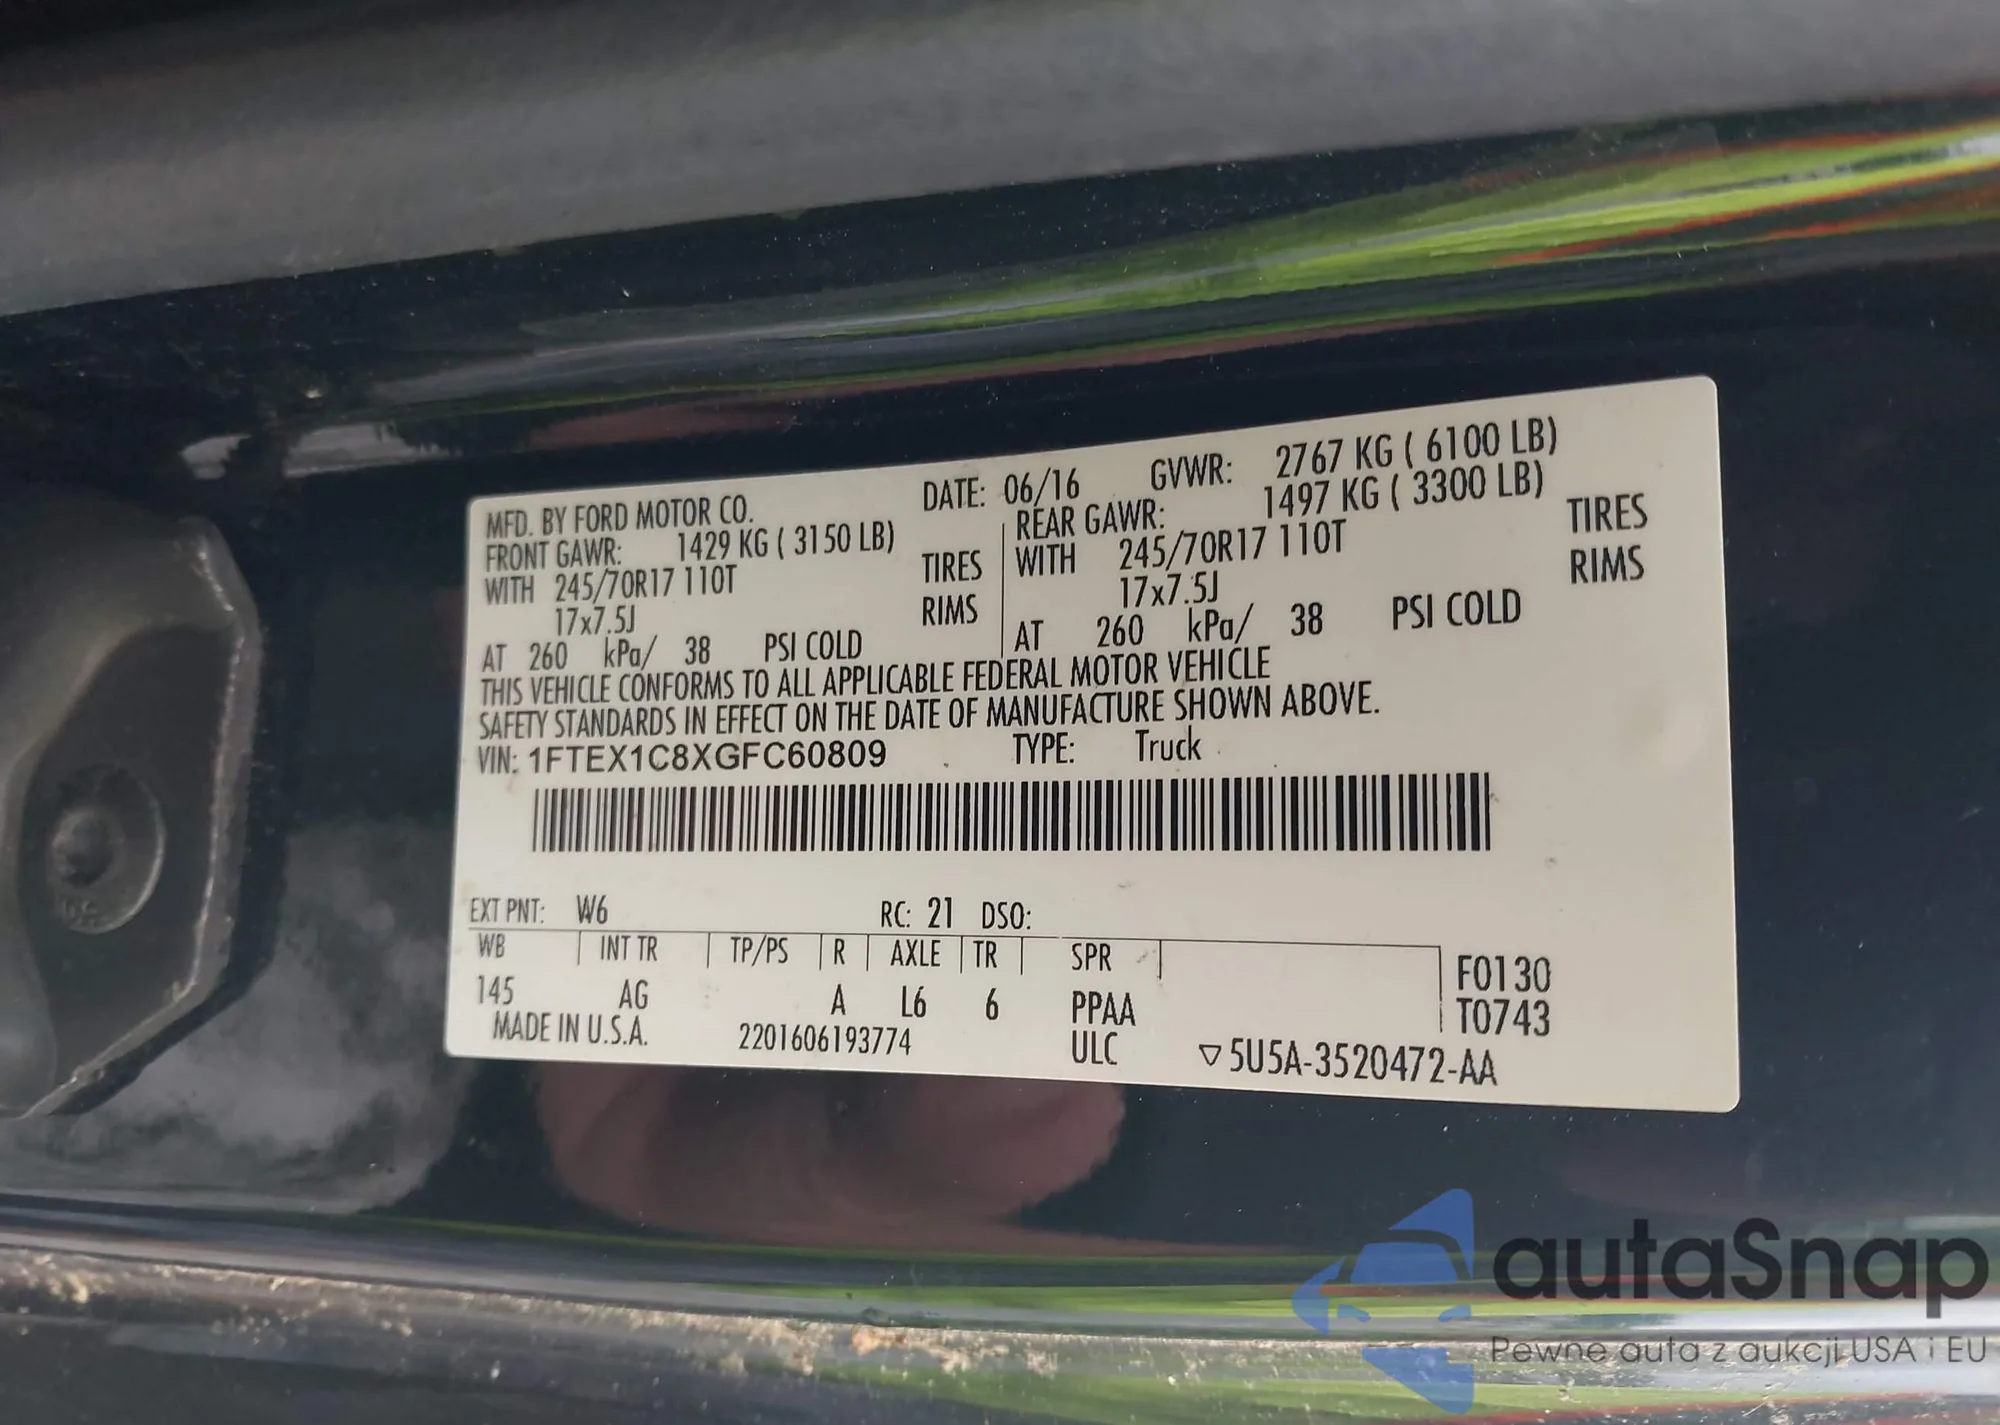 MFD. BY FORD MOTOR CO. DATE: 06/16 GVWR: 2767 KG ( 6100 LB)
FRONT GAWR: 1429 KG ( 3150 LB) REAR GAWR: 1497 KG ( 3300 LB)
WITH 245/70R17 110T TIRES WITH 245/70R17 110T TIRES
17x7.5J RIMS 17x7.5J RIMS
AT 260 kPa/ 38 PSI COLD AT 260 kPa/ 38 PSI COLD
THIS VEHICLE CONFORMS TO ALL APPLICABLE FEDERAL MOTOR VEHICLE
SAFETY STANDARDS IN EFFECT ON THE DATE OF MANUFACTURE SHOWN ABOVE.
VIN: 1FTEX1C8XGFC60809 TYPE: Truck
EXT PNT: W6 RC: 21 DSO:
WB INT TR TP/PS R AXLE TR SPR
145 AG A L6 6 PPAA F0130
MADE IN U.S.A. 2201606193774 ULC T0743
▽5U5A-3520472-AA
autaSnap
Pewne auta z aukcji USA i EU